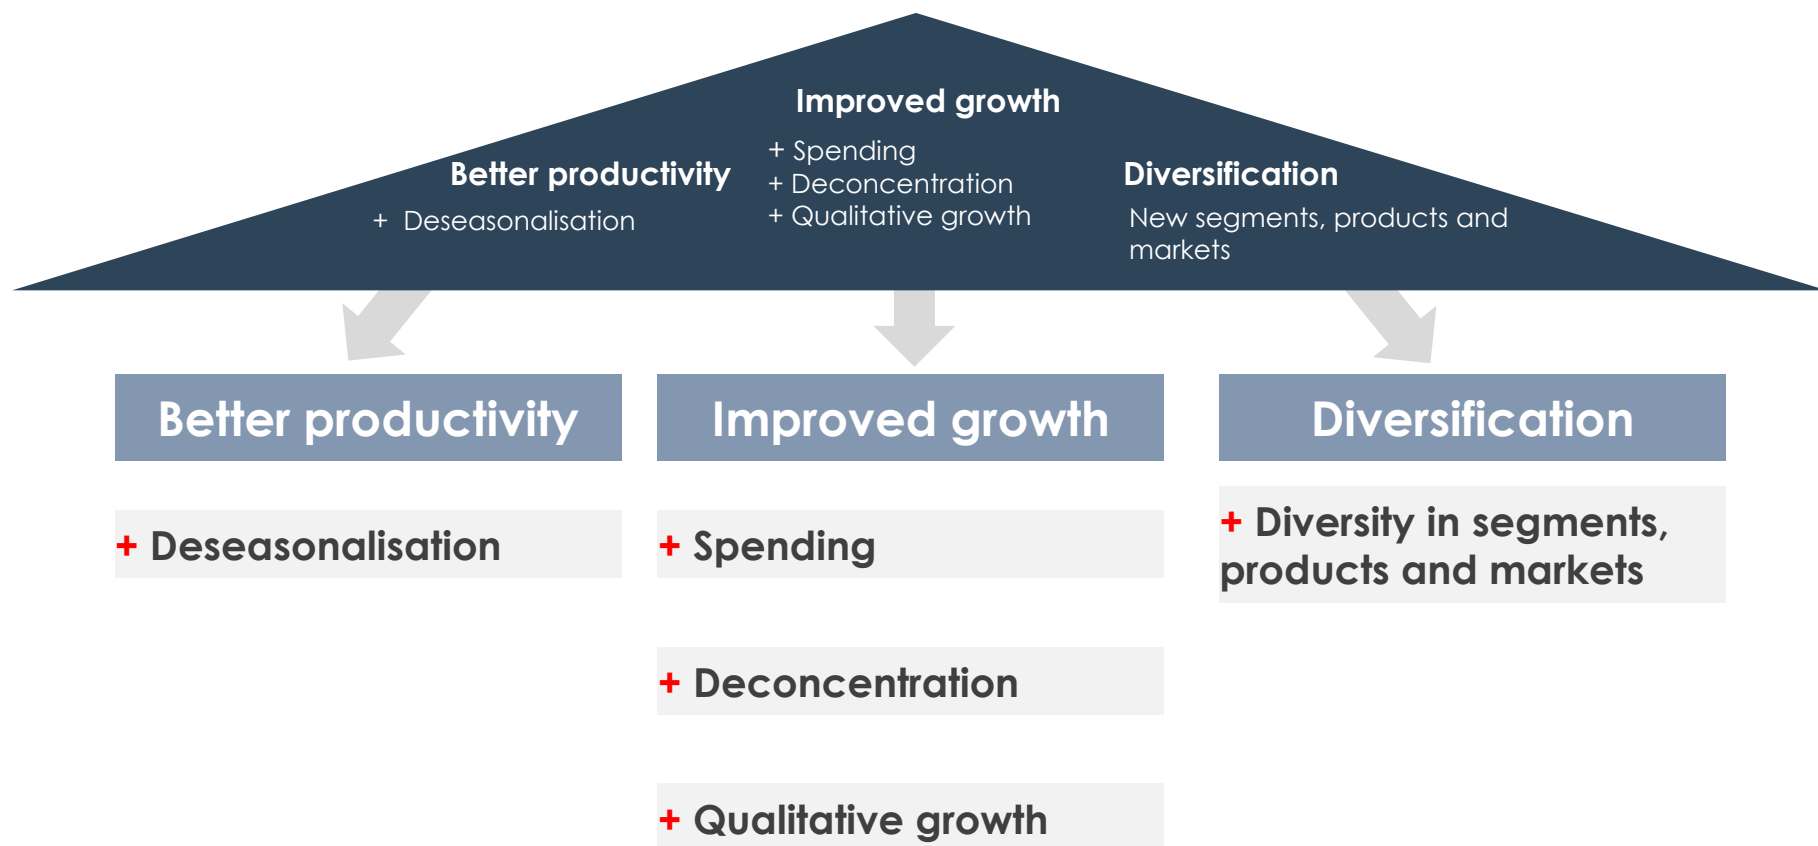 Improved growth
+ Spending
+ Deconcentration
+ Qualitative growth
Better productivity
+ Deseasonalisation
Diversification
New segments, products and
markets
Better productivity
+ Deseasonalisation
Improved growth
+ Spending
+ Deconcentration
+ Qualitative growth
Diversification
+ Diversity in segments,
products and markets